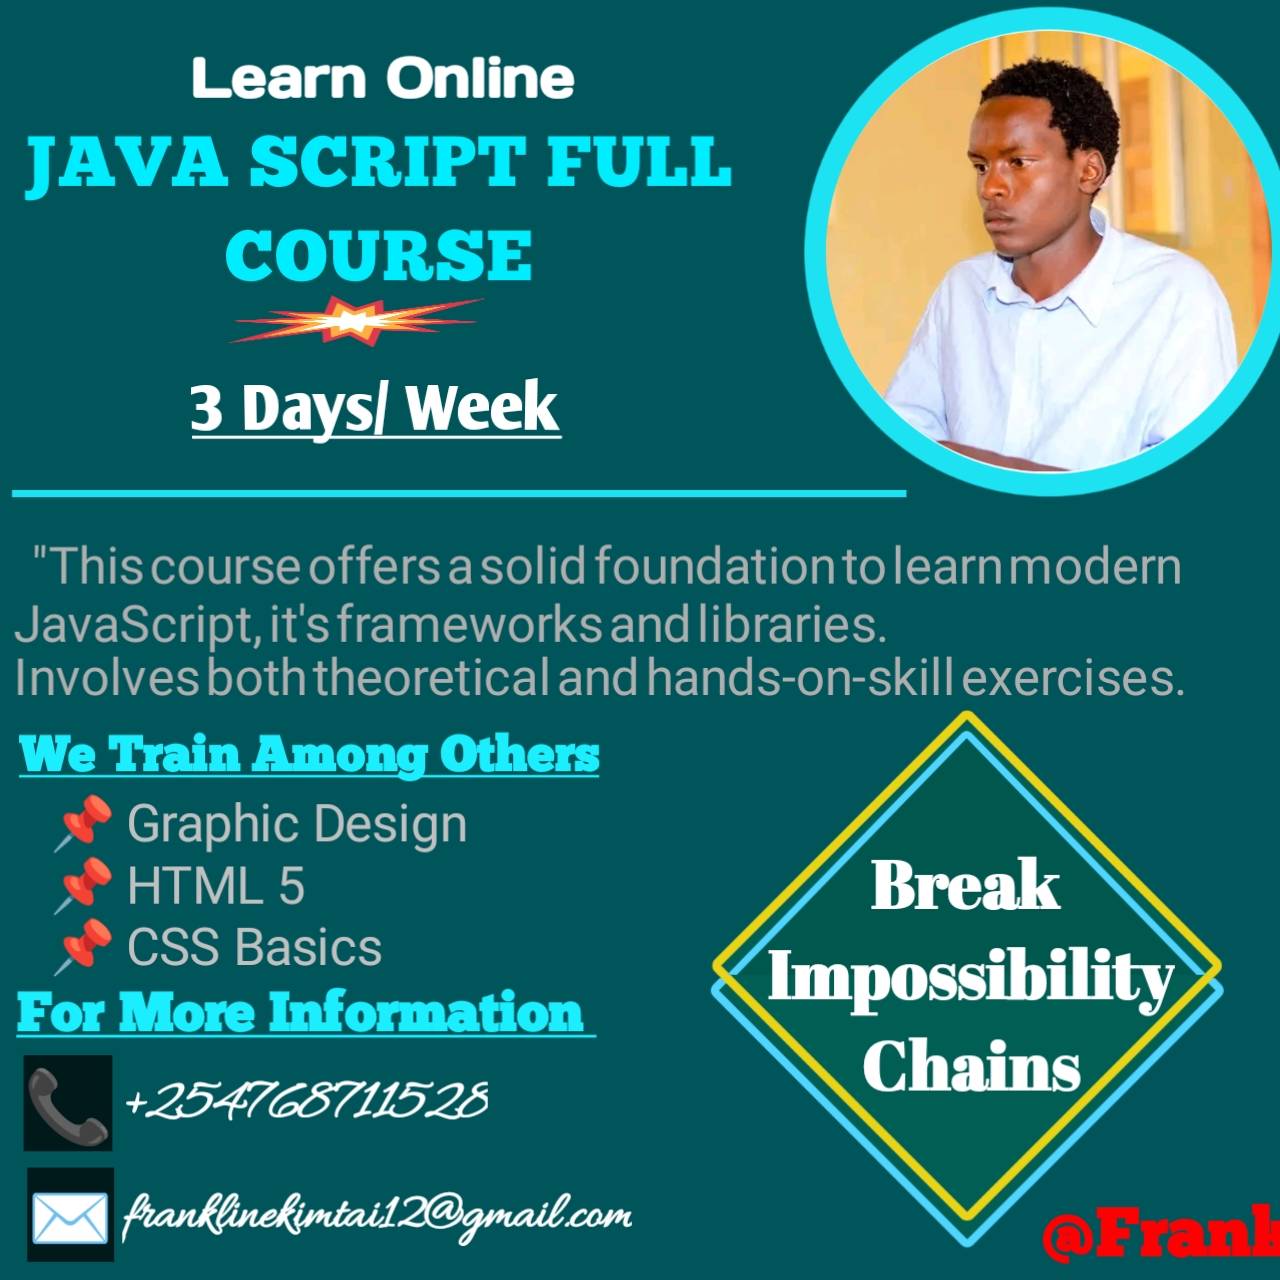 Learn Online
JAVA SCRIPT FULL
COURSE
3 Days/ Week
"This course offers a solid foundation to learn modern
JavaScript, it's frameworks and libraries.
Involves both theoretical and hands-on-skill exercises.
We Train Among Others
Graphic Design
HTML 5
CSS Basics
For More Information
+254768711528
franklinekimtai12@gmail.com
Break
Impossibility
Chains
@Frank